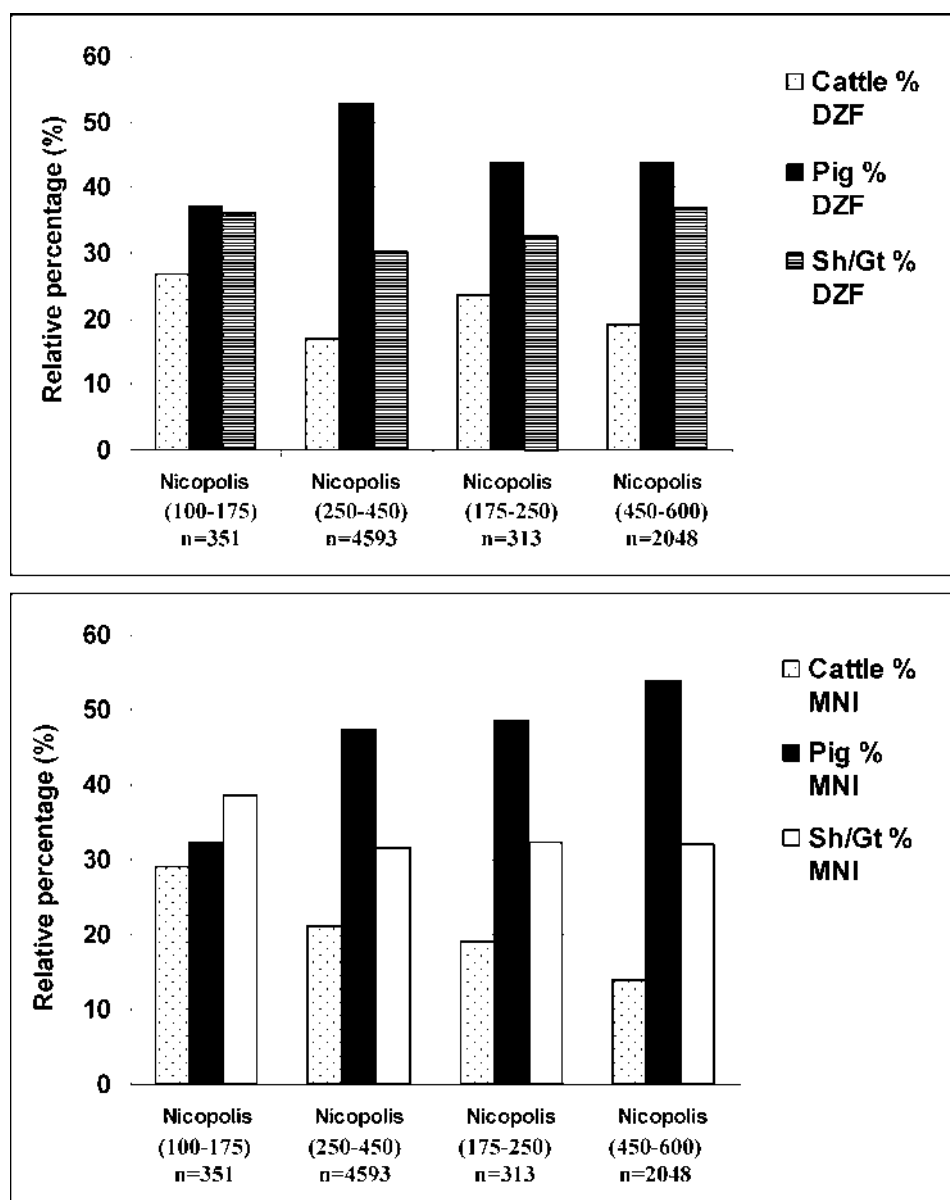 Relative percentage (%)
60
50
40
30
20
10
0
Nicopolis
(100-175)
n=351
Nicopolis
(250-450)
n=4593
Nicopolis
(175-250)
n=313
Nicopolis
(450-600)
n=2048
Cattle %
DZF
Pig %
DZF
Sh/Gt %
DZF
Relative percentage (%)
60
50
40
30
20
10
0
Nicopolis
(100-175)
n=351
Nicopolis
(250-450)
n=4593
Nicopolis
(175-250)
n=313
Nicopolis
(450-600)
n=2048
Cattle %
MNI
Pig %
MNI
Sh/Gt %
MNI